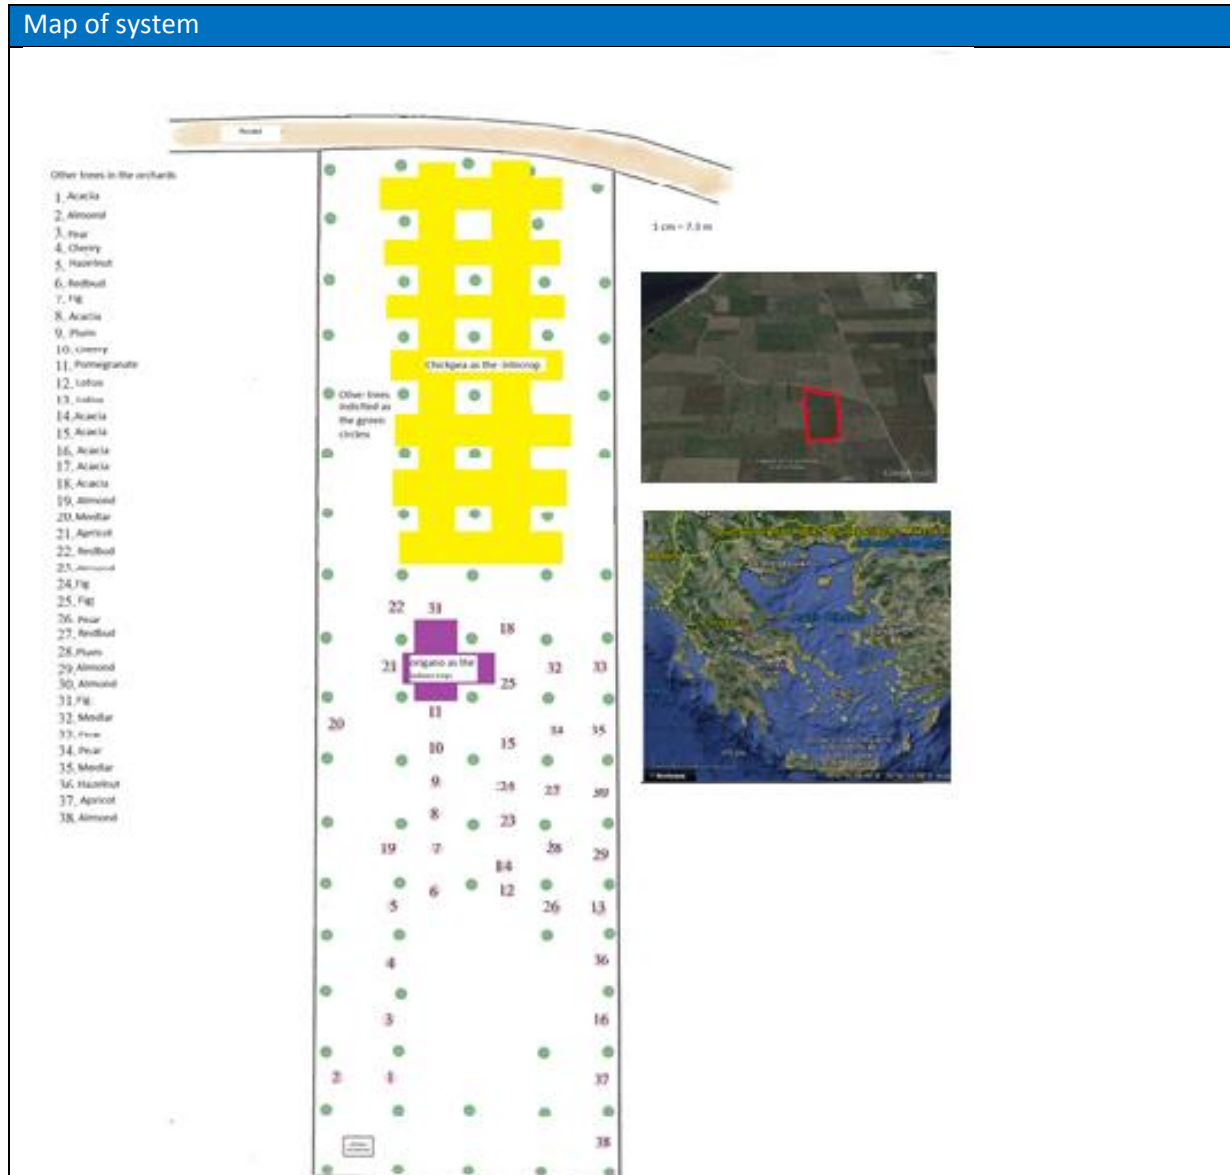 Map of system
Road
Other trees in the orchards
1. Acacia
2. Almond
3. Pear
4. Cherry
5. Hazelnut
6. Redbud
7. Fig
8. Acacia
9. Plum
10. Cherry
11. Pomegranate
12. Lotus
13. Lotus
14. Acacia
15. Acacia
16. Acacia
17. Acacia
18. Acacia
19. Almond
20. Medlar
21. Apricot
22. Redbud
23. Almond
24. Fig
25. Fig
26. Pear
27. Redbud
28. Plum
29. Almond
30. Almond
31. Fig
32. Medlar
33. Pear
34. Pear
35. Medlar
36. Hazelnut
37. Apricot
38. Almond
1 cm = 7.3 m
Chickpea as the intecrop
Other trees
indicted as
the green
circles
22 31
18
21 origano as the 32 33
25
11
20 34 35
10 15
9 24 27 30
8 23
19 7 28 29
14
6 12
5 26 13
4 36
3 16
2 1 37
38